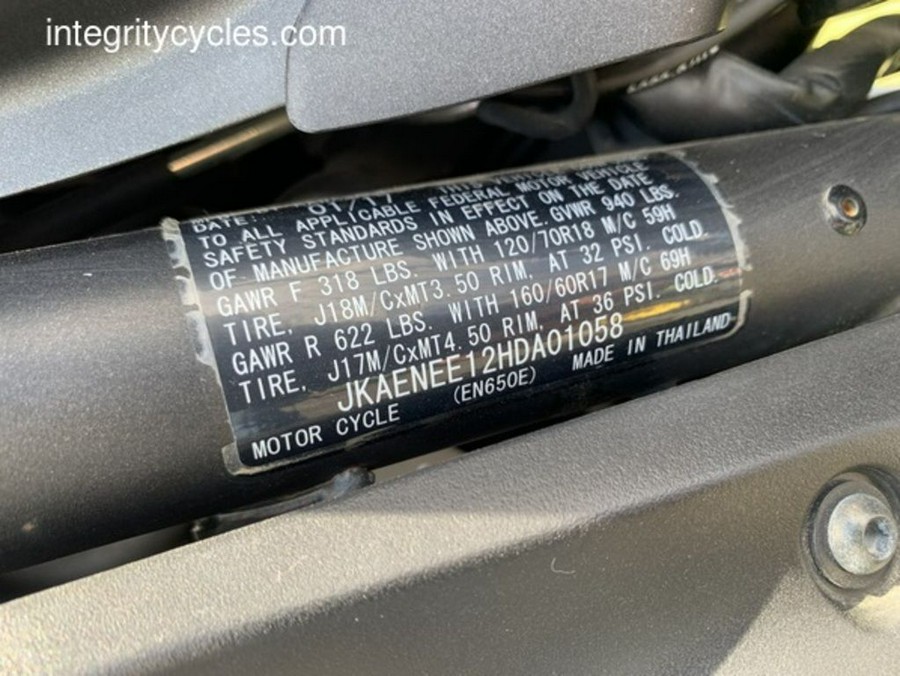 integritycycles.com
DATE: 01/17 THIS VEHICLE
TO ALL APPLICABLE FEDERAL MOTOR VEHICLE
SAFETY STANDARDS IN EFFECT ON THE DATE
OF MANUFACTURE SHOWN ABOVE. GVWR 940 LBS.
GAWR F 318 LBS. WITH 120/70R18 M/C 59H
TIRE, J18M/CxMT3.50 RIM, AT 32 PSI. COLD.
GAWR R 622 LBS. WITH 160/60R17 M/C 69H
TIRE, J17M/CxMT4.50 RIM, AT 36 PSI. COLD.
JKAENEE12HDA01058
MOTOR CYCLE (EN650E) MADE IN THAILAND